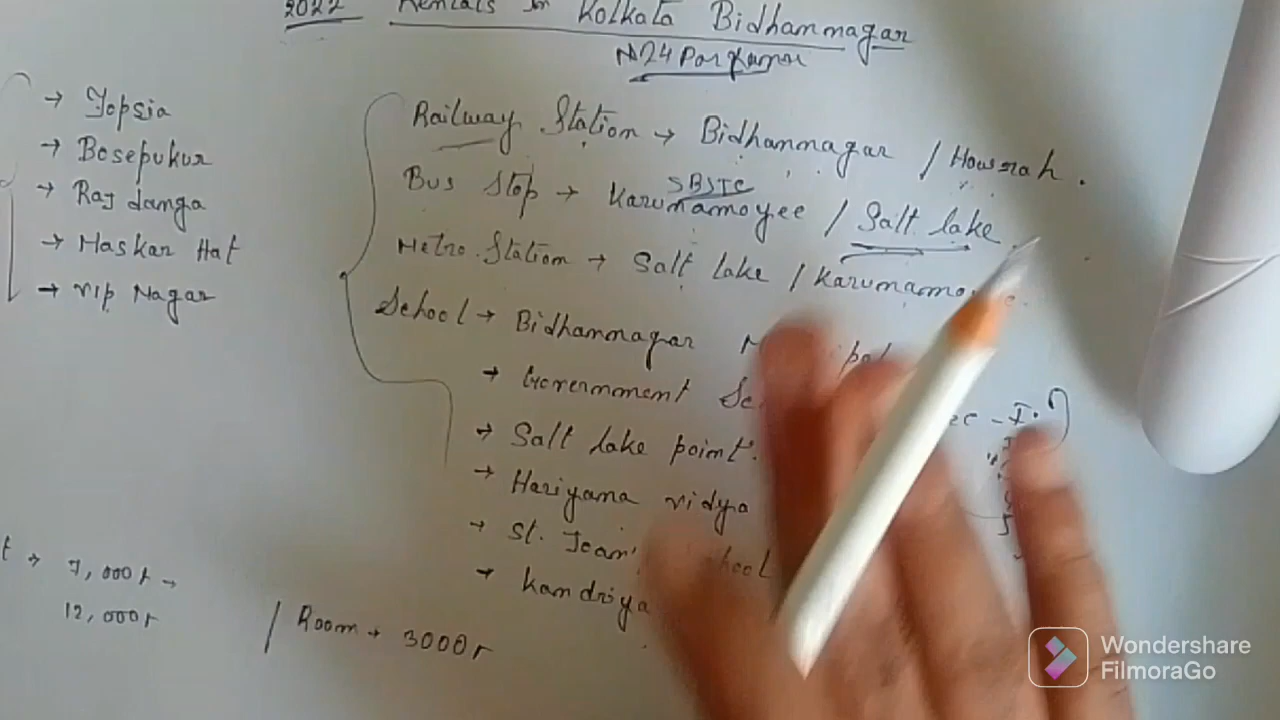 2022 Rentals in Kolkata Bidhannagar
N24 Par
→ Topsia
→ Bosepukur
→ Raj danga
→ Haskar Hat
→ VIP Nagar
Railway Station → Bidhannagar / Howrah.
SBSTC
Bus Stop → Karunamoyee / Salt lake.
Metro Station → Salt lake / Karunamo
School → Bidhannagar
→ Government
→ Salt lake point.
→ Hariyana vidya
→ St. Joan
→ Kandriya
7,000r →
12,000r
/ Room → 3000r
Wondershare
FilmoraGo